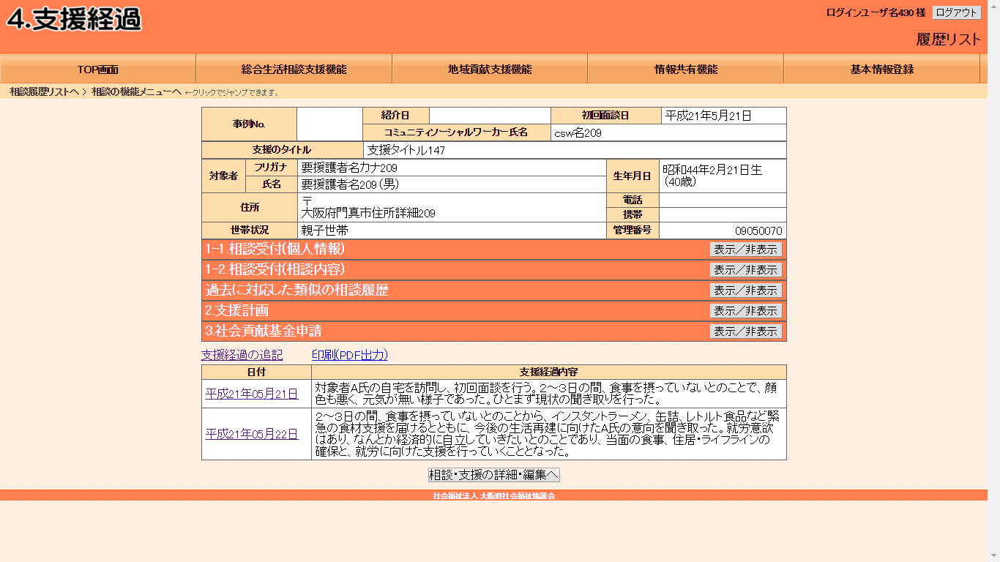 4.支援経過
ログインユーザ名430 様 ログアウト
履歴リスト
TOP画面 総合生活相談支援機能 地域貢献支援機能 情報共有機能 基本情報登録
相談履歴リストへ > 相談の機能メニューへ ←クリックでジャンプできます。
事例No. 紹介日 初回面談日 平成21年5月21日
コミュニティソーシャルワーカー氏名 csw名209
支援のタイトル 支援タイトル147
対象者 フリガナ 要援護者名カナ209 生年月日 昭和44年2月21日生
(40歳)
氏名 要援護者名209 (男)
住所 〒
大阪府門真市住所詳細209
電話
携帯
世帯状況 親子世帯 管理番号 09050070
1-1.相談受付(個人情報) 表示/非表示
1-2.相談受付(相談内容) 表示/非表示
過去に対応した類似の相談履歴 表示/非表示
2.支援計画 表示/非表示
3.社会貢献基金申請 表示/非表示
支援経過の追記 印刷(PDF出力)
日付 支援経過内容
平成21年05月21日 対象者A氏の自宅を訪問し、初回面談を行う。2～3日の間、食事を摂っていないとのことで、顔
色も悪く、元気が無い様子であった。ひとまず現状の聞き取りを行った。
平成21年05月22日 2～3日の間、食事を摂っていないとのことから、インスタントラーメン、缶詰、レトルト食品など緊
急の食材支援を届けるとともに、今後の生活再建に向けたA氏の意向を聞き取った。就労意欲
はあり、なんとか経済的に自立していきたいとのことであり、当面の食事、住居・ライフラインの
確保と、就労に向けた支援を行っていくこととなった。
相談・支援の詳細・編集へ
社会福祉法人 大阪府社会福祉協議会